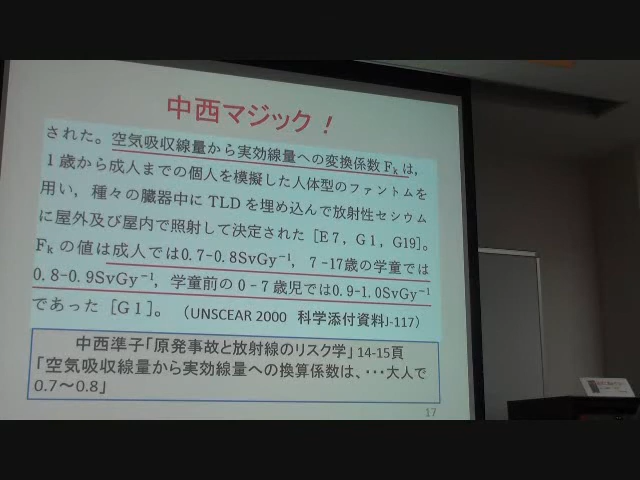 中西マジック!
された。空気吸収線量から実効線量への変換係数Fkは,
1歳から成人までの個人を模擬した人体型のファントムを
用い, 種々の臓器中にTLDを埋め込んで放射性セシウム
に屋外及び屋内で照射して決定された [E7, G1, G19]。
Fkの値は成人では0.7-0.8SvGy⁻¹, 7-17歳の学童では
0.8-0.9SvGy⁻¹, 学童前の0-7歳児では0.9-1.0SvGy⁻¹
であった [G1]。 (UNSCEAR 2000 科学添付資料J-117)
中西準子「原発事故と放射線のリスク学」14-15頁
「空気吸収線量から実効線量への換算係数は、・・・大人で
0.7～0.8」
17